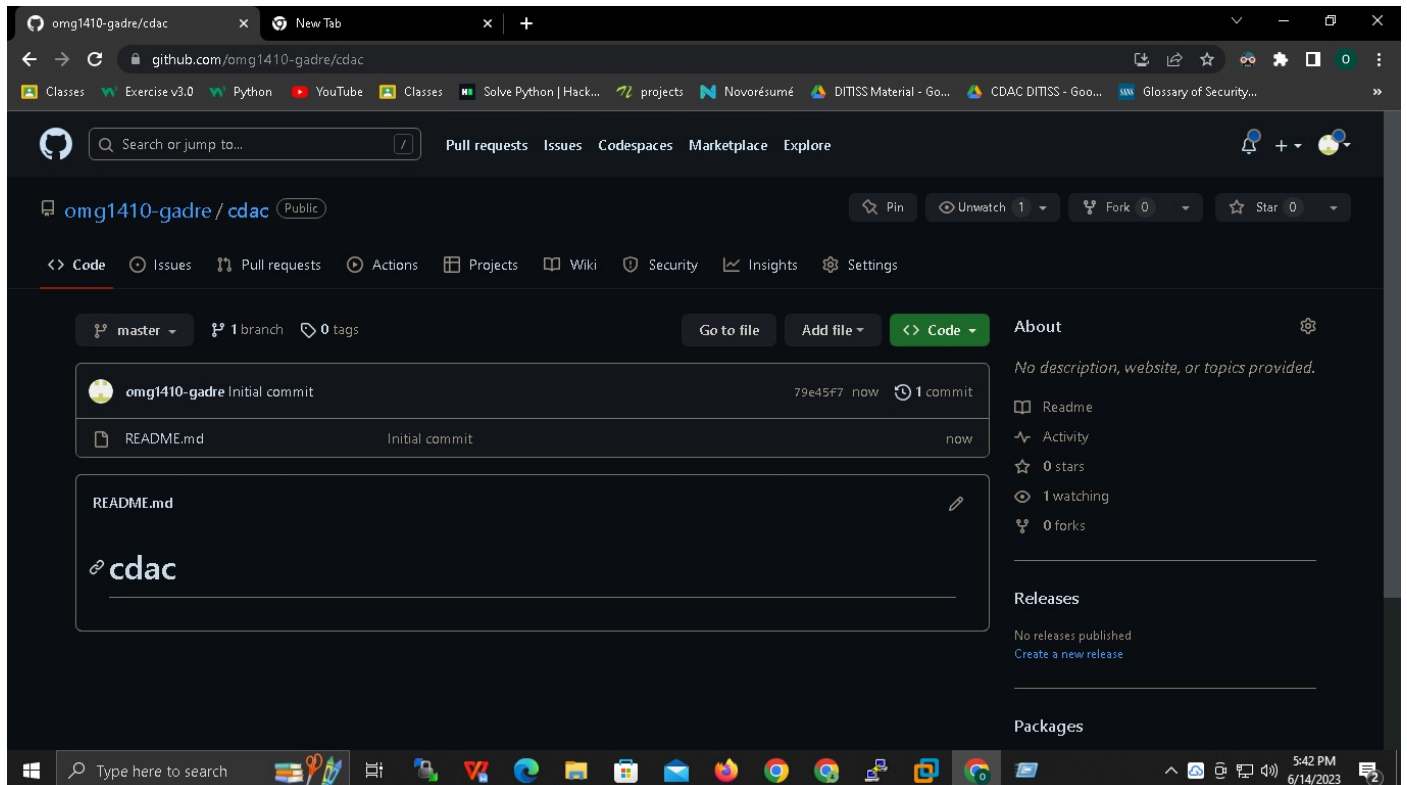 omg1410-gadre/cdac
New Tab
github.com/omg1410-gadre/cdac
O
Classes Exercise v3.0 Python YouTube Classes Solve Python | Hack... projects Novorésumé DITISS Material - Go... CDAC DITISS - Goo... Glossary of Security... »
Search or jump to... / Pull requests Issues Codespaces Marketplace Explore
omg1410-gadre / cdac Public Pin Unwatch 1 Fork 0 Star 0
<> Code Issues Pull requests Actions Projects Wiki Security Insights Settings
master 1 branch 0 tags Go to file Add file <> Code
omg1410-gadre Initial commit 79e45f7 now 1 commit
README.md Initial commit now
README.md
cdac
About
No description, website, or topics provided.
Readme
Activity
0 stars
1 watching
0 forks
Releases
No releases published
Create a new release
Packages
Type here to search
5:42 PM
6/14/2023
2